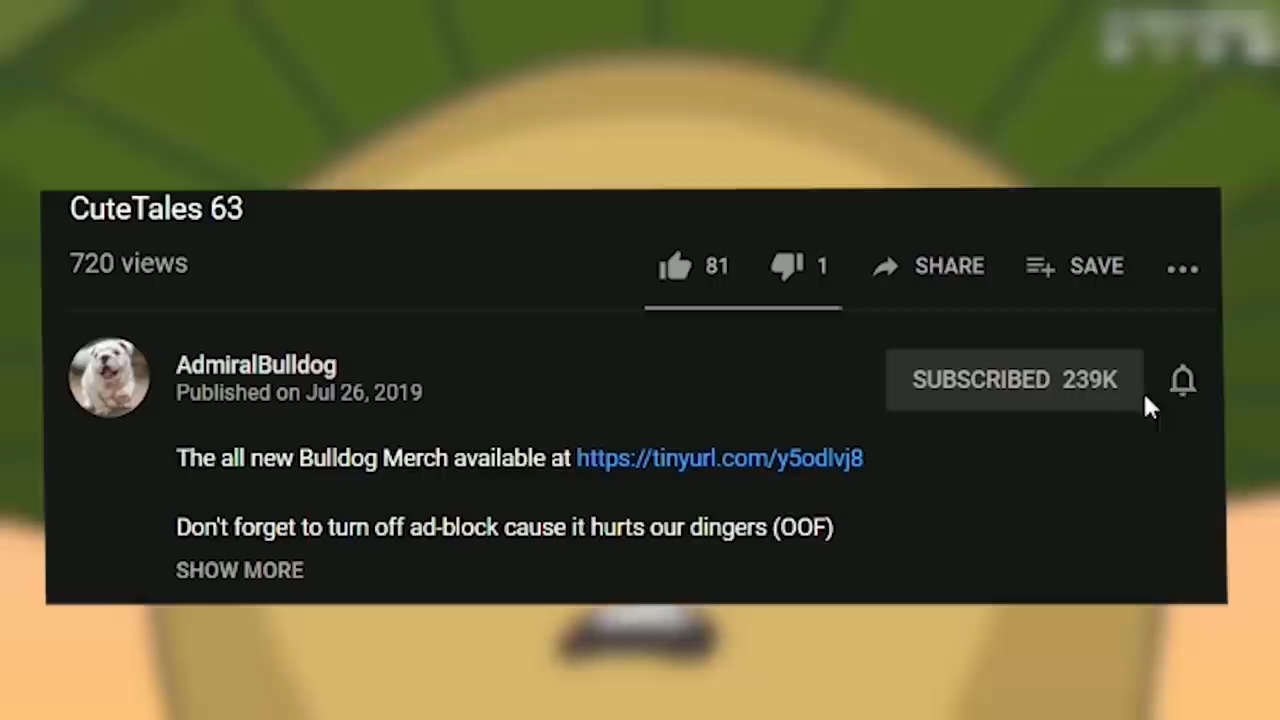 CuteTales 63
720 views
81 1 SHARE SAVE
AdmiralBulldog
SUBSCRIBED 239K
Published on Jul 26, 2019
The all new Bulldog Merch available at https://tinyurl.com/y5odlvj8
Don't forget to turn off ad-block cause it hurts our dingers (OOF)
SHOW MORE